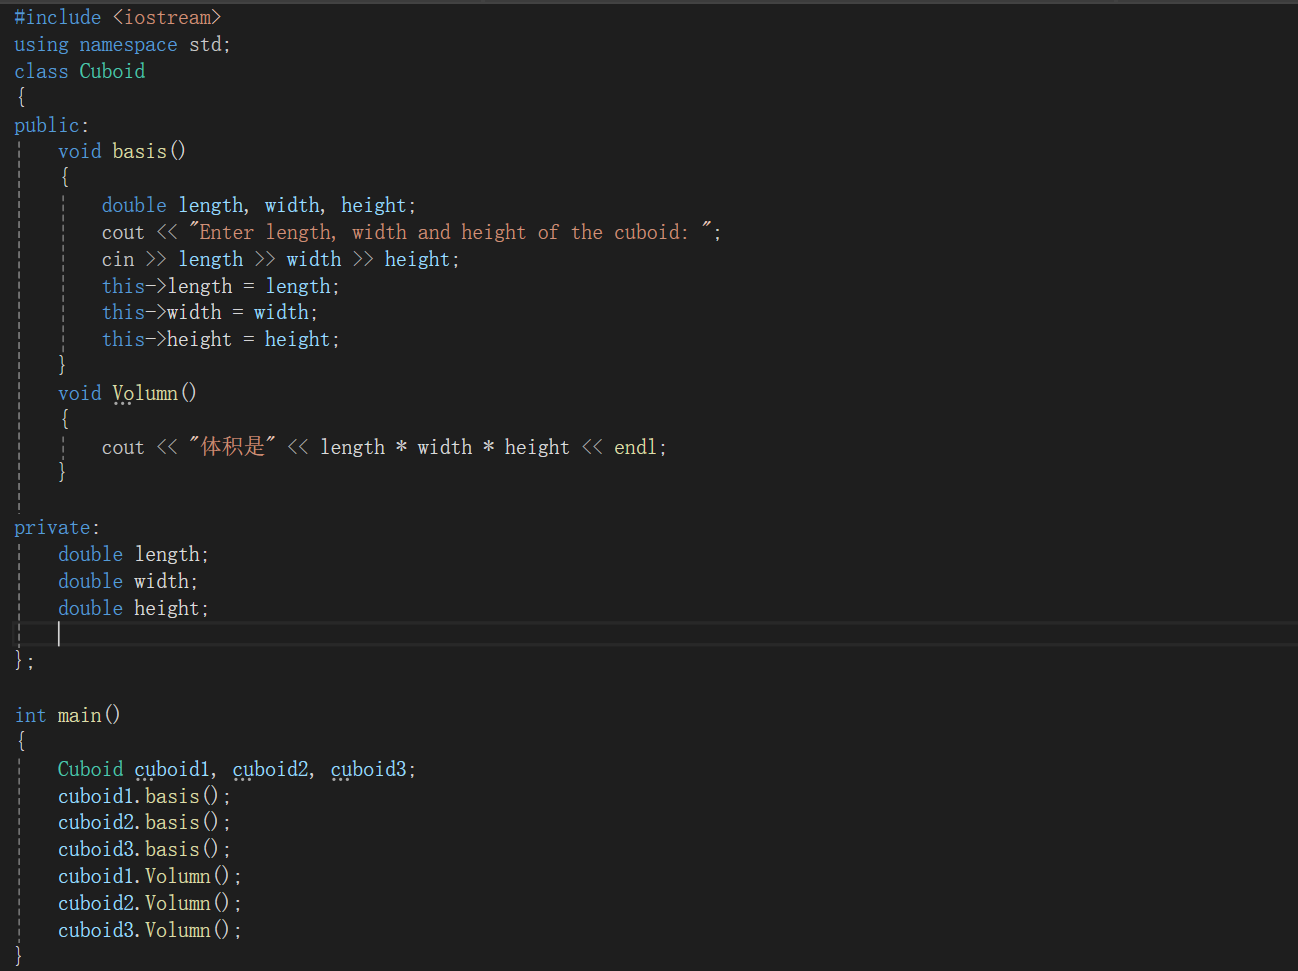 #include <iostream>
using namespace std;
class Cuboid
{
public:
    void basis()
    {
        double length, width, height;
        cout << "Enter length, width and height of the cuboid: ";
        cin >> length >> width >> height;
        this->length = length;
        this->width = width;
        this->height = height;
    }
    void Volumn()
    {
        cout << "体积是" << length * width * height << endl;
    }

private:
    double length;
    double width;
    double height;

};

int main()
{
    Cuboid cuboid1, cuboid2, cuboid3;
    cuboid1.basis();
    cuboid2.basis();
    cuboid3.basis();
    cuboid1.Volumn();
    cuboid2.Volumn();
    cuboid3.Volumn();
}